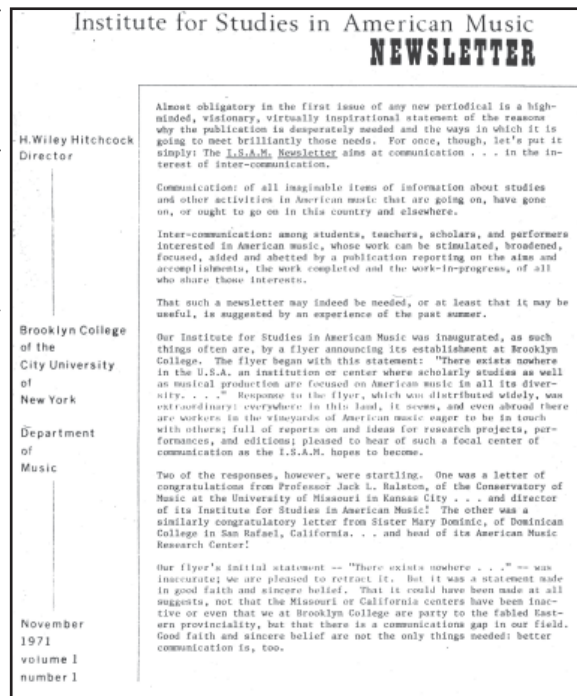 Institute for Studies in American Music
NEWSLETTER
H.Wiley Hitchcock
Director
Brooklyn College
of the
City University
of
New York
Department
of
Music
November
1971
volume 1
number 1
Almost obligatory in the first issue of any new periodical is a high-
minded, visionary, virtually inspirational statement of the reasons
why the publication is desperately needed and the ways in which it is
going to meet brilliantly those needs. For once, though, let's put it
simply: The I.S.A.M. Newsletter aims at communication . . . in the in-
terest of inter-communication.
Communication: of all imaginable items of information about studies
and other activities in American music that are going on, have gone
on, or ought to go on in this country and elsewhere.
Inter-communication: among students, teachers, scholars, and performers
interested in American music, whose work can be stimulated, broadened,
focused, aided and abetted by a publication reporting on the aims and
accomplishments, the work completed and the work-in-progress, of all
who share those interests.
That such a newsletter may indeed be needed, or at least that it may be
useful, is suggested by an experience of the past summer.
Our Institute for Studies in American Music was inaugurated, as such
things often are, by a flyer announcing its establishment at Brooklyn
College. The flyer began with this statement: "There exists nowhere
in the U.S.A. an institution or center where scholarly studies as well
as musical production are focused on American music in all its diver-
sity. . . ." Response to the flyer, which was distributed widely, was
extraordinary: everywhere in this land, it seems, and even abroad there
are workers in the vineyards of American music eager to be in touch
with others; full of reports on and ideas for research projects, per-
formances, and editions; pleased to hear of such a focal center of
communication as the I.S.A.M. hopes to become.
Two of the responses, however, were startling. One was a letter of
congratulations from Professor Jack L. Ralston, of the Conservatory of
Music at the University of Missouri in Kansas City . . . and director
of its Institute for Studies in American Music! The other was a
similarly congratulatory letter from Sister Mary Dominic, of Dominican
College in San Rafael, California. . . and head of its American Music
Research Center!
Our flyer's initial statement -- "There exists nowhere . . ." -- was
inaccurate; we are pleased to retract it. But it was a statement made
in good faith and sincere belief. That it could have been made at all
suggests, not that the Missouri or California centers have been inac-
tive or even that we at Brooklyn College are party to the fabled East-
ern provinciality, but that there is a communications gap in our field.
Good faith and sincere belief are not the only things needed: better
communication is, too.